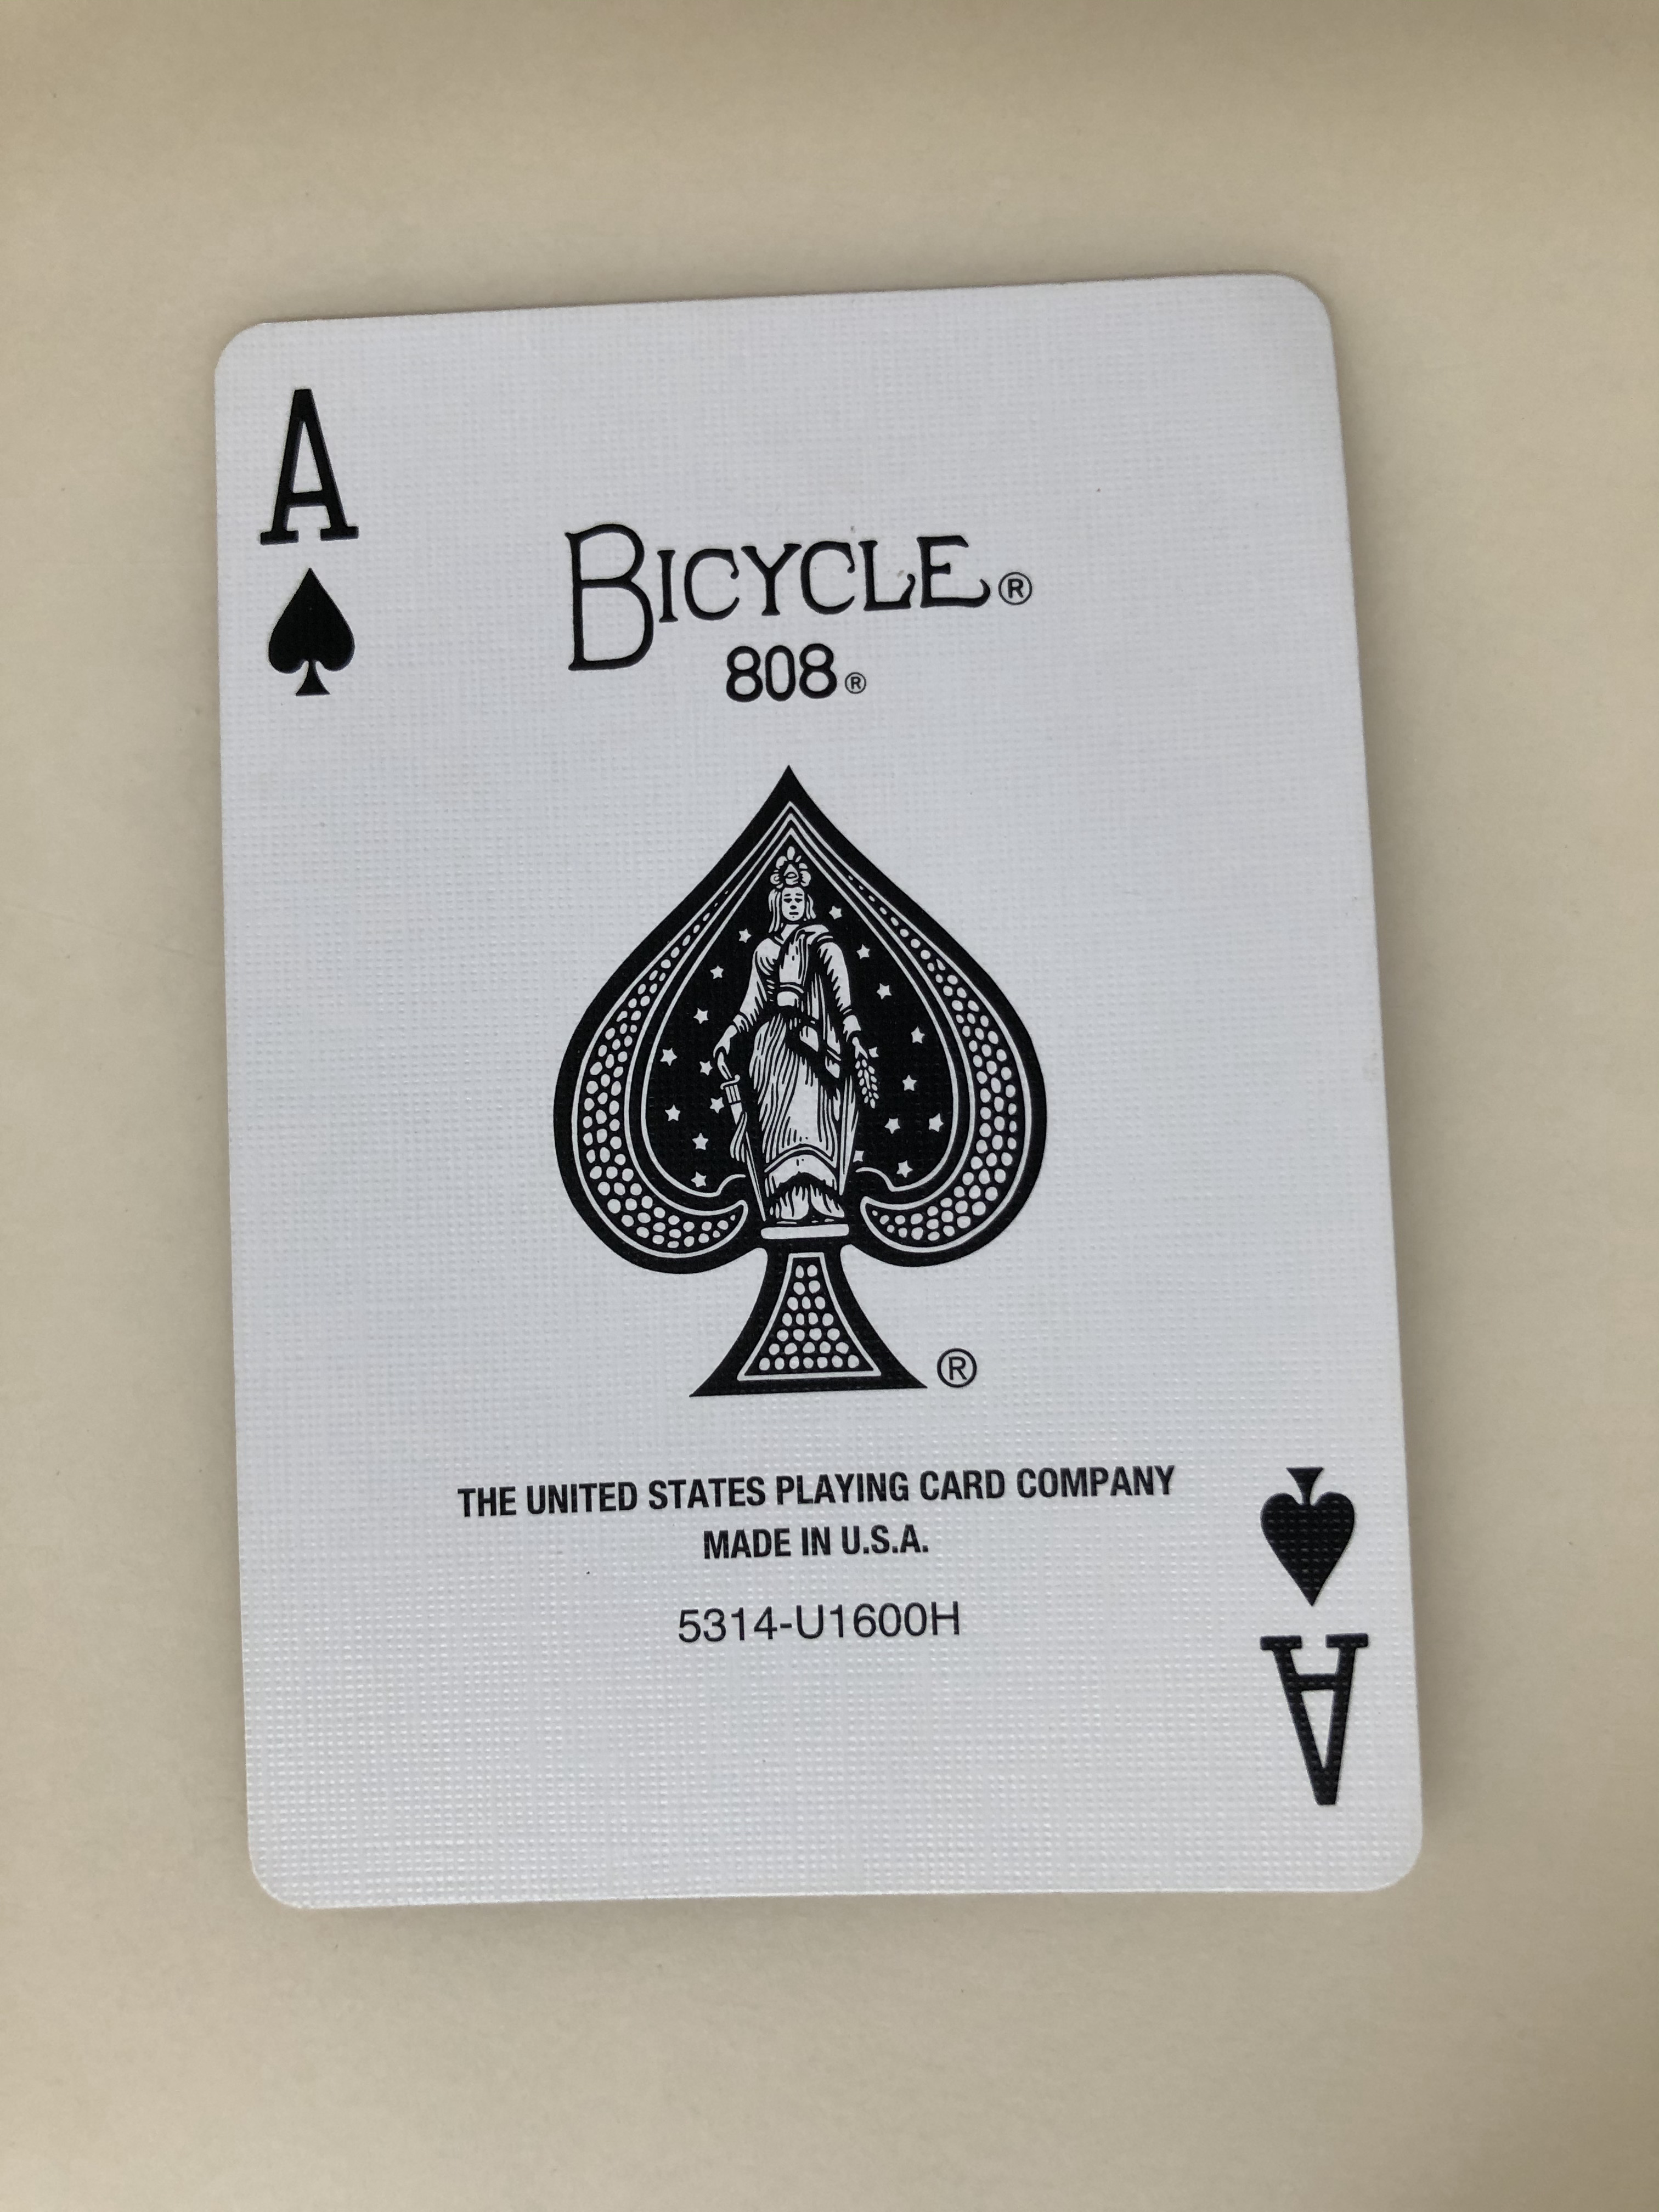 A
BICYCLE®
808®
®
THE UNITED STATES PLAYING CARD COMPANY
MADE IN U.S.A.
5314-U1600H
A